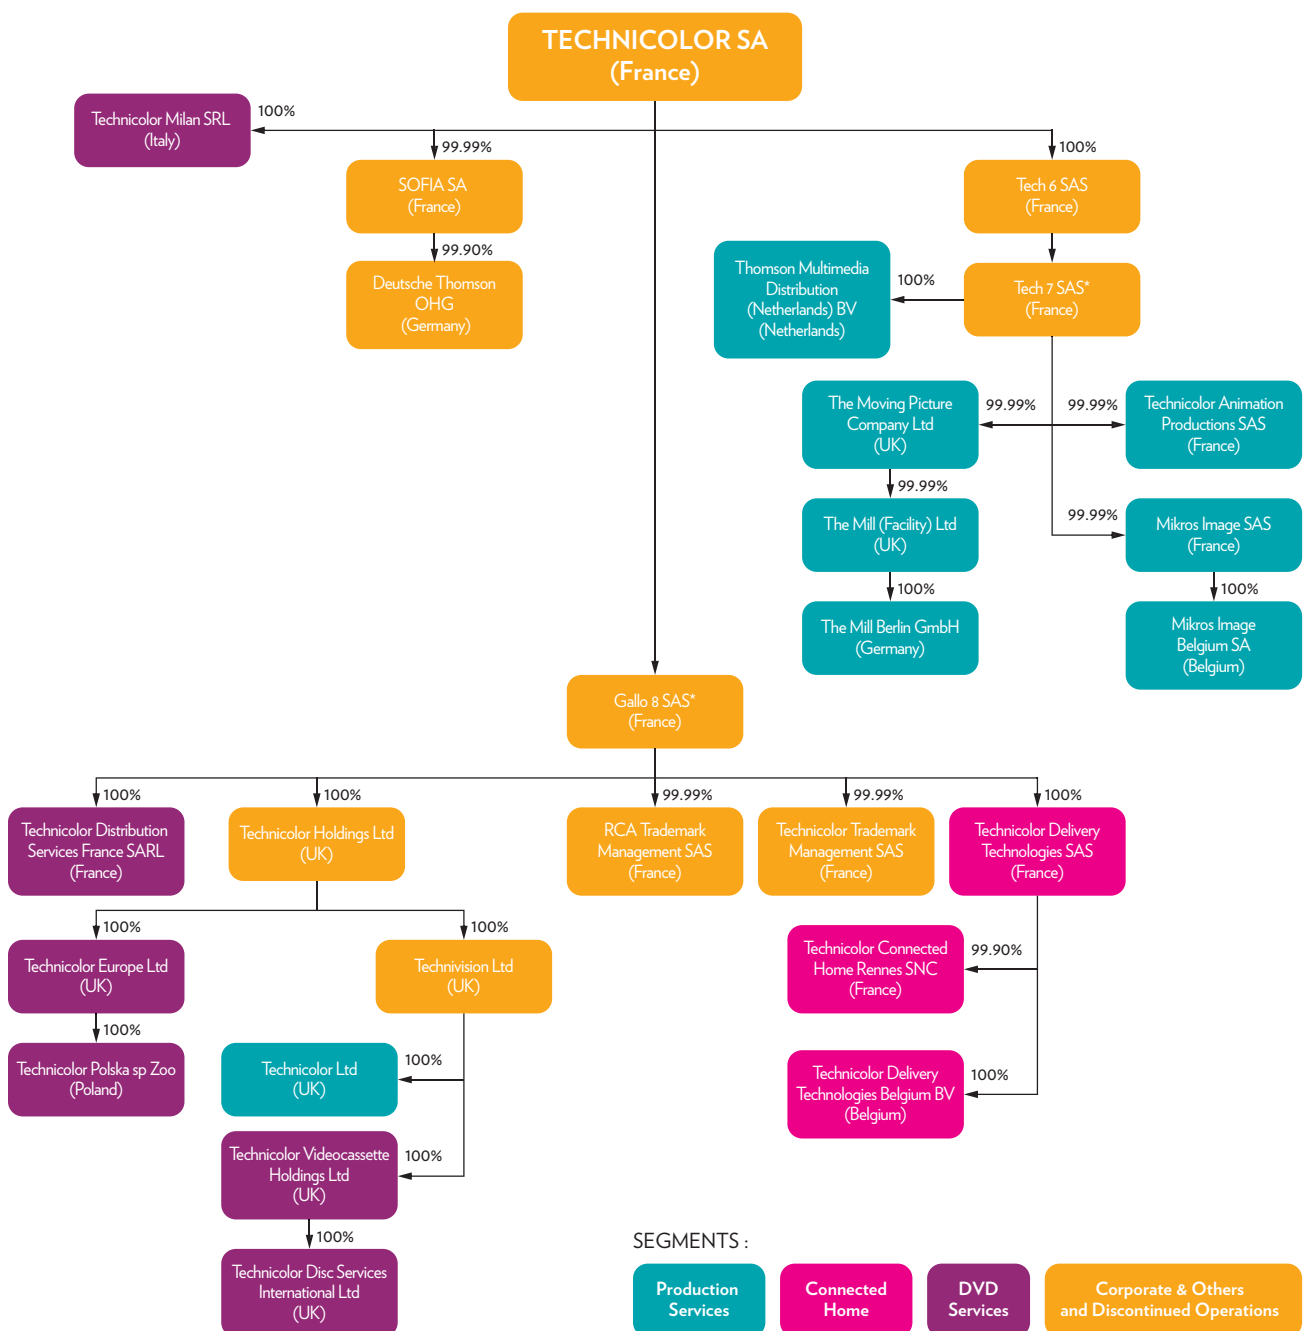 TECHNICOLOR SA
(France)
Technicolor Milan SRL
(Italy)
100%
99.99%
100%
SOFIA SA
(France)
Tech 6 SAS
(France)
99.90%
Deutsche Thomson
OHG
(Germany)
Thomson Multimedia
Distribution
(Netherlands) BV
(Netherlands)
100%
Tech 7 SAS*
(France)
The Moving Picture
Company Ltd
(UK)
99.99%
99.99%
Technicolor Animation
Productions SAS
(France)
99.99%
The Mill (Facility) Ltd
(UK)
99.99%
Mikros Image SAS
(France)
100%
100%
The Mill Berlin GmbH
(Germany)
Mikros Image
Belgium SA
(Belgium)
Gallo 8 SAS*
(France)
100%
100%
99.99%
99.99%
100%
Technicolor Distribution
Services France SARL
(France)
Technicolor Holdings Ltd
(UK)
RCA Trademark
Management SAS
(France)
Technicolor Trademark
Management SAS
(France)
Technicolor Delivery
Technologies SAS
(France)
100%
100%
Technicolor Europe Ltd
(UK)
Technivision Ltd
(UK)
Technicolor Connected
Home Rennes SNC
(France)
99.90%
100%
Technicolor Polska sp Zoo
(Poland)
Technicolor Ltd
(UK)
100%
Technicolor Delivery
Technologies Belgium BV
(Belgium)
100%
Technicolor Videocassette
Holdings Ltd
(UK)
100%
100%
Technicolor Disc Services
International Ltd
(UK)
SEGMENTS :
Production
Services
Connected
Home
DVD
Services
Corporate & Others
and Discontinued Operations